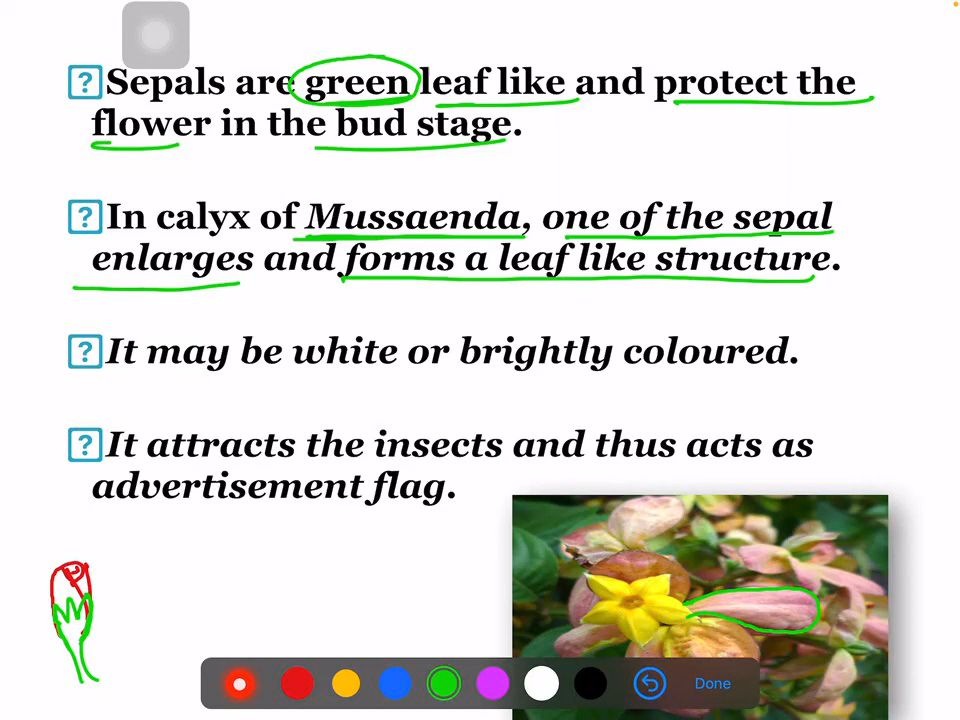 Sepals are green leaf like and protect the
flower in the bud stage.
In calyx of Mussaenda, one of the sepal
enlarges and forms a leaf like structure.
It may be white or brightly coloured.
It attracts the insects and thus acts as
advertisement flag.
Done